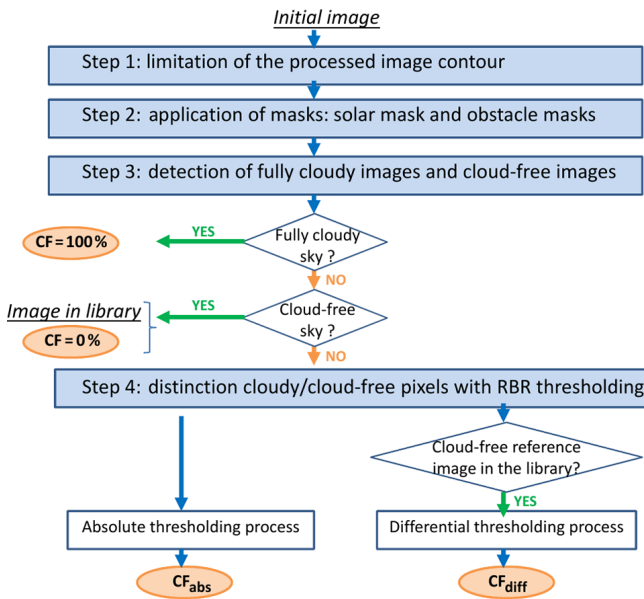 Initial image
Step 1: limitation of the processed image contour
Step 2: application of masks: solar mask and obstacle masks
Step 3: detection of fully cloudy images and cloud-free images
Fully cloudy
sky ?
YES
CF = 100 %
NO
Cloud-free
sky ?
YES
Image in library
CF = 0 %
NO
Step 4: distinction cloudy/cloud-free pixels with RBR thresholding
Cloud-free reference
image in the library?
YES
Absolute thresholding process
Differential thresholding process
CFabs
CFdiff